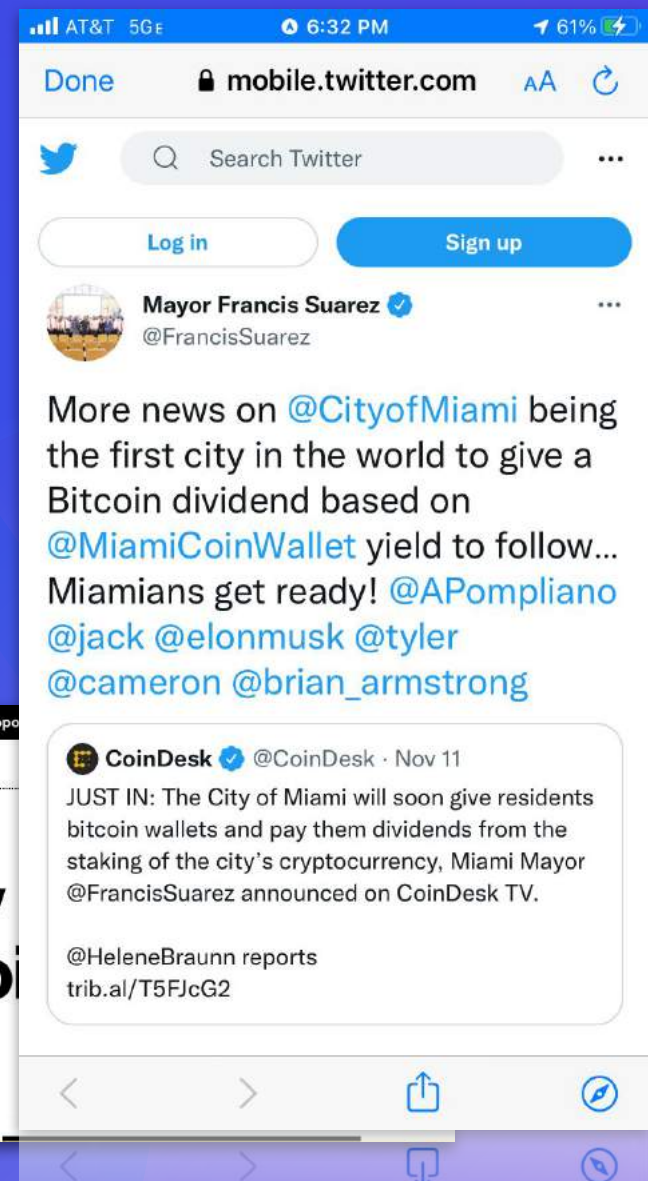 AT&T 5GE 6:32 PM 61%
Done mobile.twitter.com AA
Search Twitter
Log in Sign up
Mayor Francis Suarez
@FrancisSuarez
More news on @CityofMiami being
the first city in the world to give a
Bitcoin dividend based on
@MiamiCoinWallet yield to follow...
Miamians get ready! @APompliano
@jack @elonmusk @tyler
@cameron @brian_armstrong
CoinDesk @CoinDesk · Nov 11
JUST IN: The City of Miami will soon give residents
bitcoin wallets and pay them dividends from the
staking of the city's cryptocurrency, Miami Mayor
@FrancisSuarez announced on CoinDesk TV.
@HeleneBraunn reports
trib.al/T5FJcG2